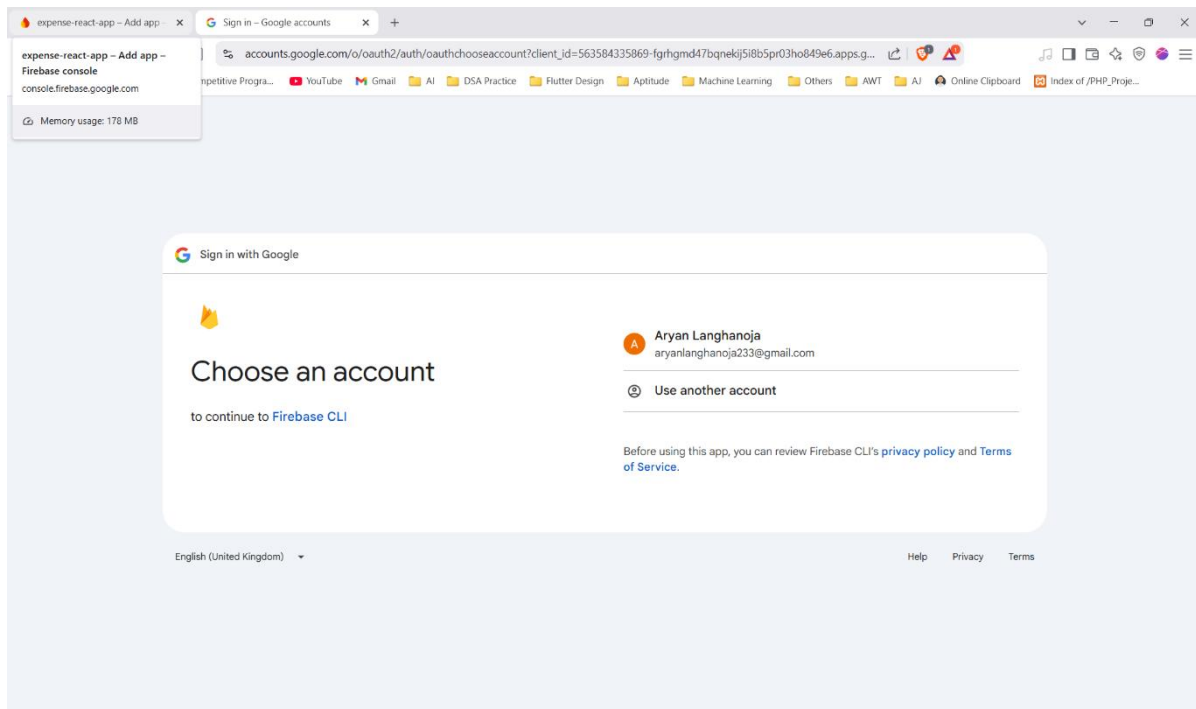 expense-react-app – Add app -
Sign in – Google accounts
expense-react-app – Add app –
Firebase console
console.firebase.google.com
Memory usage: 178 MB
accounts.google.com/o/oauth2/auth/oauthchooseaccount?client_id=563584335869-fgrhgmd47bqnekij5i8b5pr03ho849e6.apps.g...
mpetitive Progra... YouTube Gmail AI DSA Practice Flutter Design Aptitude Machine Learning Others AWT AJ Online Clipboard Index of /PHP_Proje...
Sign in with Google
Choose an account
to continue to Firebase CLI
A
Aryan Langhanoja
aryanlanghanoja233@gmail.com
Use another account
Before using this app, you can review Firebase CLI's privacy policy and Terms
of Service.
English (United Kingdom)
Help Privacy Terms